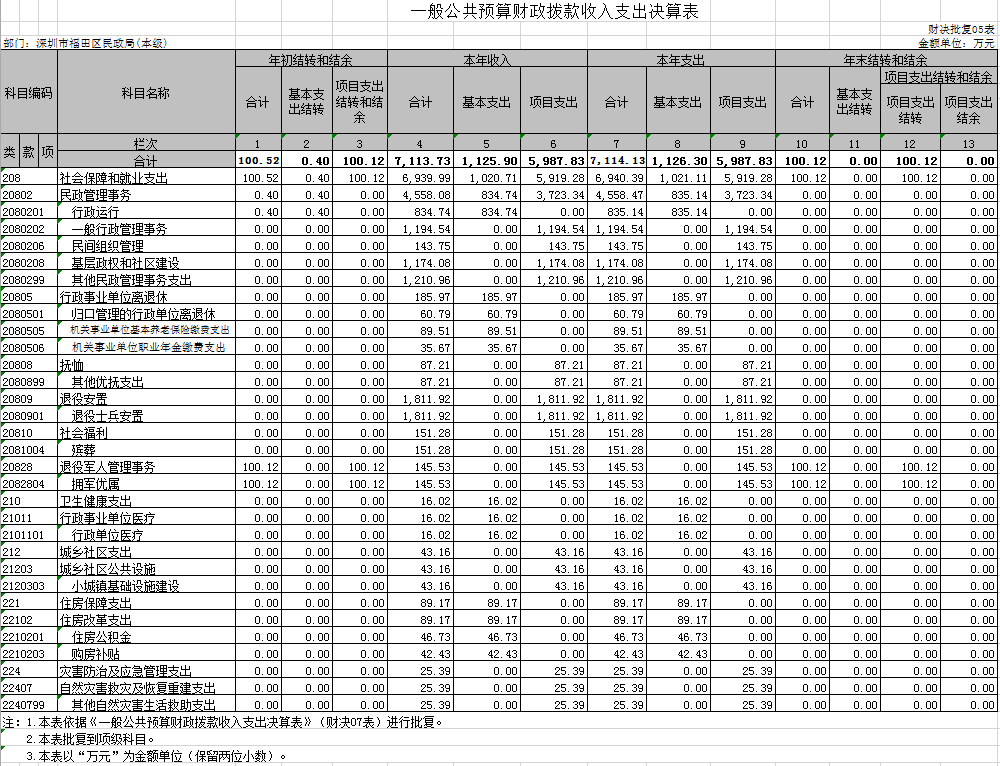 一般公共预算财政拨款收入支出决算表
财决批复05表
部门：深圳市福田区民政局(本级) 金额单位：万元
科目编码 科目名称 年初结转和结余 本年收入 本年支出 年末结转和结余
合计 基本支出结转 项目支出结转和结余 合计 基本支出 项目支出 合计 基本支出 项目支出 合计 基本支出结转 项目支出结转和结余
项目支出结转 项目支出结余
类 款 项 栏次 1 2 3 4 5 6 7 8 9 10 11 12 13
合计 100.52 0.40 100.12 7,113.73 1,125.90 5,987.83 7,114.13 1,126.30 5,987.83 100.12 0.00 100.12 0.00
208 社会保障和就业支出 100.52 0.40 100.12 6,939.99 1,020.71 5,919.28 6,940.39 1,021.11 5,919.28 100.12 0.00 100.12 0.00
20802 民政管理事务 0.40 0.40 0.00 4,558.08 834.74 3,723.34 4,558.47 835.14 3,723.34 0.00 0.00 0.00 0.00
2080201 行政运行 0.40 0.40 0.00 834.74 834.74 0.00 835.14 835.14 0.00 0.00 0.00 0.00 0.00
2080202 一般行政管理事务 0.00 0.00 0.00 1,194.54 0.00 1,194.54 1,194.54 0.00 1,194.54 0.00 0.00 0.00 0.00
2080206 民间组织管理 0.00 0.00 0.00 143.75 0.00 143.75 143.75 0.00 143.75 0.00 0.00 0.00 0.00
2080208 基层政权和社区建设 0.00 0.00 0.00 1,174.08 0.00 1,174.08 1,174.08 0.00 1,174.08 0.00 0.00 0.00 0.00
2080299 其他民政管理事务支出 0.00 0.00 0.00 1,210.96 0.00 1,210.96 1,210.96 0.00 1,210.96 0.00 0.00 0.00 0.00
20805 行政事业单位离退休 0.00 0.00 0.00 185.97 185.97 0.00 185.97 185.97 0.00 0.00 0.00 0.00 0.00
2080501 归口管理的行政单位离退休 0.00 0.00 0.00 60.79 60.79 0.00 60.79 60.79 0.00 0.00 0.00 0.00 0.00
2080505 机关事业单位基本养老保险缴费支出 0.00 0.00 0.00 89.51 89.51 0.00 89.51 89.51 0.00 0.00 0.00 0.00 0.00
2080506 机关事业单位职业年金缴费支出 0.00 0.00 0.00 35.67 35.67 0.00 35.67 35.67 0.00 0.00 0.00 0.00 0.00
20808 抚恤 0.00 0.00 0.00 87.21 0.00 87.21 87.21 0.00 87.21 0.00 0.00 0.00 0.00
2080899 其他优抚支出 0.00 0.00 0.00 87.21 0.00 87.21 87.21 0.00 87.21 0.00 0.00 0.00 0.00
20809 退役安置 0.00 0.00 0.00 1,811.92 0.00 1,811.92 1,811.92 0.00 1,811.92 0.00 0.00 0.00 0.00
2080901 退役士兵安置 0.00 0.00 0.00 1,811.92 0.00 1,811.92 1,811.92 0.00 1,811.92 0.00 0.00 0.00 0.00
20810 社会福利 0.00 0.00 0.00 151.28 0.00 151.28 151.28 0.00 151.28 0.00 0.00 0.00 0.00
2081004 殡葬 0.00 0.00 0.00 151.28 0.00 151.28 151.28 0.00 151.28 0.00 0.00 0.00 0.00
20828 退役军人管理事务 100.12 0.00 100.12 145.53 0.00 145.53 145.53 0.00 145.53 100.12 0.00 100.12 0.00
2082804 拥军优属 100.12 0.00 100.12 145.53 0.00 145.53 145.53 0.00 145.53 100.12 0.00 100.12 0.00
210 卫生健康支出 0.00 0.00 0.00 16.02 16.02 0.00 16.02 16.02 0.00 0.00 0.00 0.00 0.00
21011 行政事业单位医疗 0.00 0.00 0.00 16.02 16.02 0.00 16.02 16.02 0.00 0.00 0.00 0.00 0.00
2101101 行政单位医疗 0.00 0.00 0.00 16.02 16.02 0.00 16.02 16.02 0.00 0.00 0.00 0.00 0.00
212 城乡社区支出 0.00 0.00 0.00 43.16 0.00 43.16 43.16 0.00 43.16 0.00 0.00 0.00 0.00
21203 城乡社区公共设施 0.00 0.00 0.00 43.16 0.00 43.16 43.16 0.00 43.16 0.00 0.00 0.00 0.00
2120303 小城镇基础设施建设 0.00 0.00 0.00 43.16 0.00 43.16 43.16 0.00 43.16 0.00 0.00 0.00 0.00
221 住房保障支出 0.00 0.00 0.00 89.17 89.17 0.00 89.17 89.17 0.00 0.00 0.00 0.00 0.00
22102 住房改革支出 0.00 0.00 0.00 89.17 89.17 0.00 89.17 89.17 0.00 0.00 0.00 0.00 0.00
2210201 住房公积金 0.00 0.00 0.00 46.73 46.73 0.00 46.73 46.73 0.00 0.00 0.00 0.00 0.00
2210203 购房补贴 0.00 0.00 0.00 42.43 42.43 0.00 42.43 42.43 0.00 0.00 0.00 0.00 0.00
224 灾害防治及应急管理支出 0.00 0.00 0.00 25.39 0.00 25.39 25.39 0.00 25.39 0.00 0.00 0.00 0.00
22407 自然灾害救灾及恢复重建支出 0.00 0.00 0.00 25.39 0.00 25.39 25.39 0.00 25.39 0.00 0.00 0.00 0.00
2240799 其他自然灾害生活救助支出 0.00 0.00 0.00 25.39 0.00 25.39 25.39 0.00 25.39 0.00 0.00 0.00 0.00
注：1.本表依据《一般公共预算财政拨款收入支出决算表》（财决07表）进行批复。
2.本表批复到项级科目。
3.本表以“万元”为金额单位（保留两位小数）。